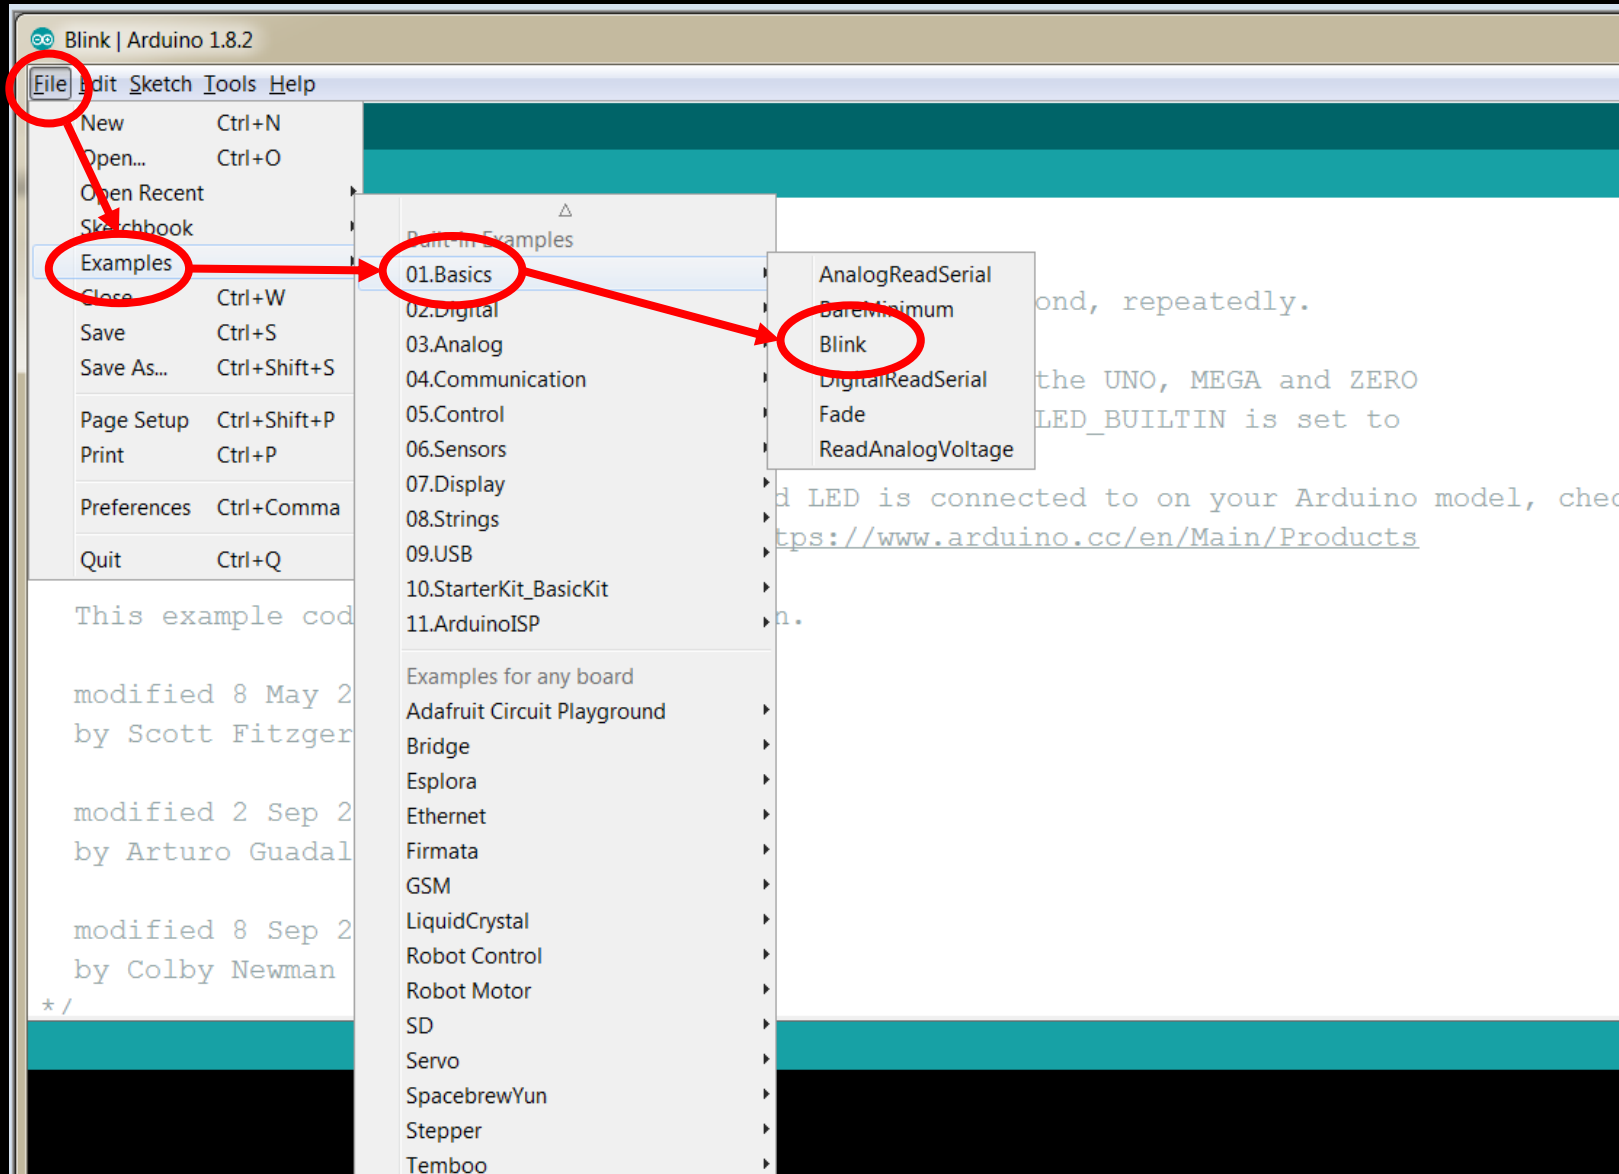 Blink | Arduino 1.8.2
File Edit Sketch Tools Help
New Ctrl+N
Open... Ctrl+O
Open Recent
Sketchbook
Examples
Close Ctrl+W
Save Ctrl+S
Save As... Ctrl+Shift+S
Page Setup Ctrl+Shift+P
Print Ctrl+P
Preferences Ctrl+Comma
Quit Ctrl+Q
Built-in Examples
01.Basics
02.Digital
03.Analog
04.Communication
05.Control
06.Sensors
07.Display
08.Strings
09.USB
10.StarterKit_BasicKit
11.ArduinoISP
Examples for any board
Adafruit Circuit Playground
Bridge
Esplora
Ethernet
Firmata
GSM
LiquidCrystal
Robot Control
Robot Motor
SD
Servo
SpacebrewYun
Stepper
Temboo
AnalogReadSerial
BareMinimum
Blink
DigitalReadSerial
Fade
ReadAnalogVoltage
ond, repeatedly.
the UNO, MEGA and ZERO
LED_BUILTIN is set to
d LED is connected to on your Arduino model, chec
tps://www.arduino.cc/en/Main/Products
This example cod
n.
modified 8 May 2
by Scott Fitzger
modified 2 Sep 2
by Arturo Guadal
modified 8 Sep 2
by Colby Newman
*/